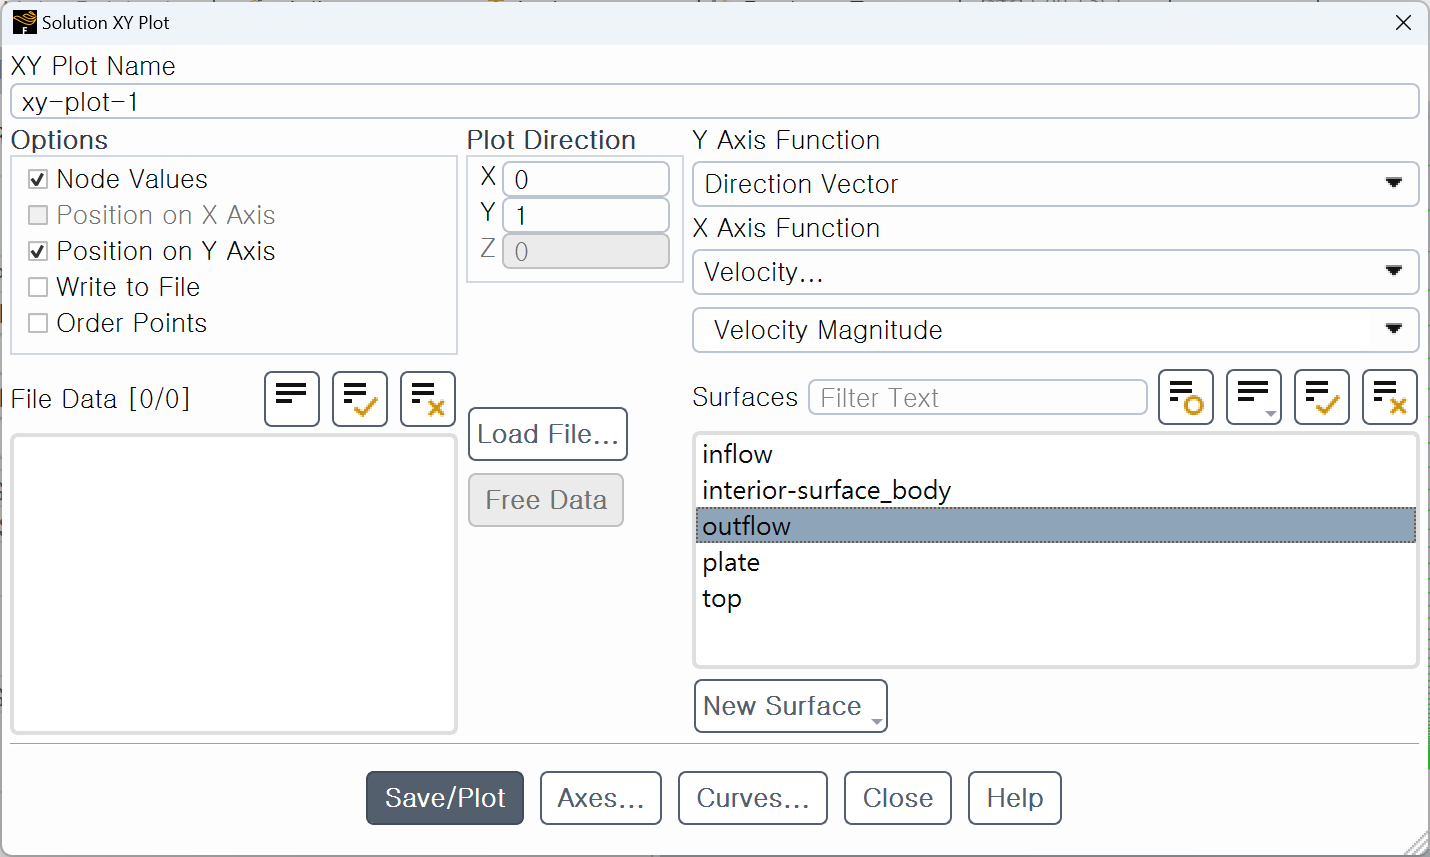 Solution XY Plot
XY Plot Name
xy-plot-1
Options
Node Values
Position on X Axis
Position on Y Axis
Write to File
Order Points
Plot Direction
X 0
Y 1
Z 0
Y Axis Function
Direction Vector
X Axis Function
Velocity...
Velocity Magnitude
File Data [0/0]
Load File...
Free Data
Surfaces Filter Text
inflow
interior-surface_body
outflow
plate
top
New Surface
Save/Plot Axes... Curves... Close Help